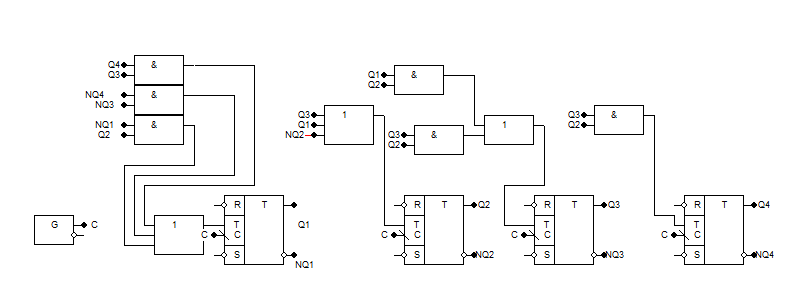 Q4 &
Q3
NQ4 &
NQ3
NQ1 &
Q2
Q1 &
Q2
Q3 1
Q1
NQ2
Q3 &
Q2
1
Q3 &
Q2
G C
1
R T
T
C C
S
Q1
NQ1
R T Q2
T
C C
S NQ2
R T Q3
T
C C
S NQ3
R T Q4
T
C C
S NQ4